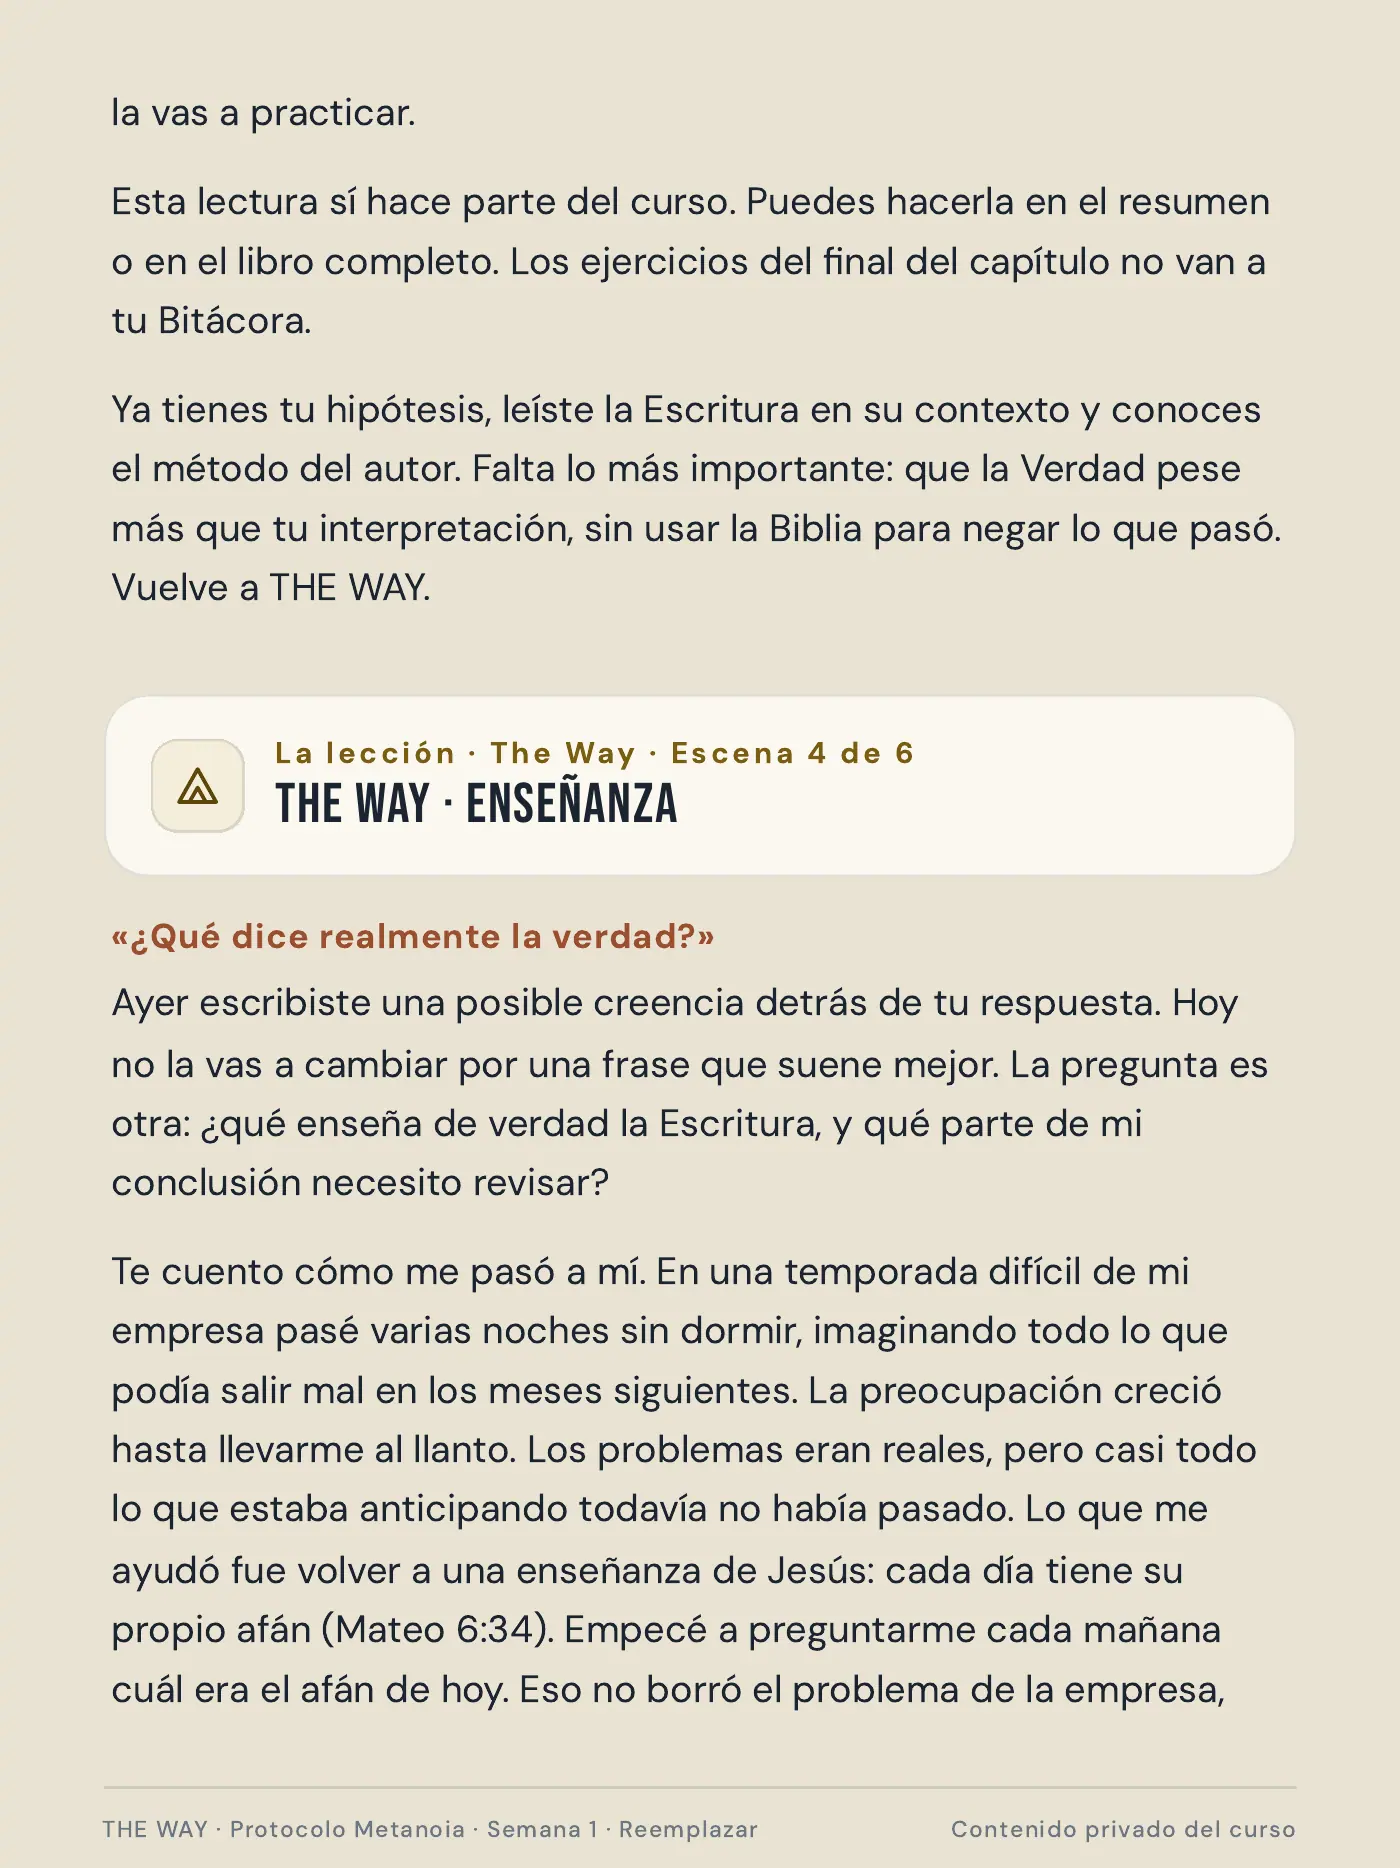 la vas a practicar.
Esta lectura sí hace parte del curso. Puedes hacerla en el resumen
o en el libro completo. Los ejercicios del final del capítulo no van a
tu Bitácora.
Ya tienes tu hipótesis, leíste la Escritura en su contexto y conoces
el método del autor. Falta lo más importante: que la Verdad pese
más que tu interpretación, sin usar la Biblia para negar lo que pasó.
Vuelve a THE WAY.
La lección · The Way · Escena 4 de 6
THE WAY · ENSEÑANZA
«¿Qué dice realmente la verdad?»
Ayer escribiste una posible creencia detrás de tu respuesta. Hoy
no la vas a cambiar por una frase que suene mejor. La pregunta es
otra: ¿qué enseña de verdad la Escritura, y qué parte de mi
conclusión necesito revisar?
Te cuento cómo me pasó a mí. En una temporada difícil de mi
empresa pasé varias noches sin dormir, imaginando todo lo que
podía salir mal en los meses siguientes. La preocupación creció
hasta llevarme al llanto. Los problemas eran reales, pero casi todo
lo que estaba anticipando todavía no había pasado. Lo que me
ayudó fue volver a una enseñanza de Jesús: cada día tiene su
propio afán (Mateo 6:34). Empecé a preguntarme cada mañana
cuál era el afán de hoy. Eso no borró el problema de la empresa,
THE WAY · Protocolo Metanoia · Semana 1 · Reemplazar
Contenido privado del curso